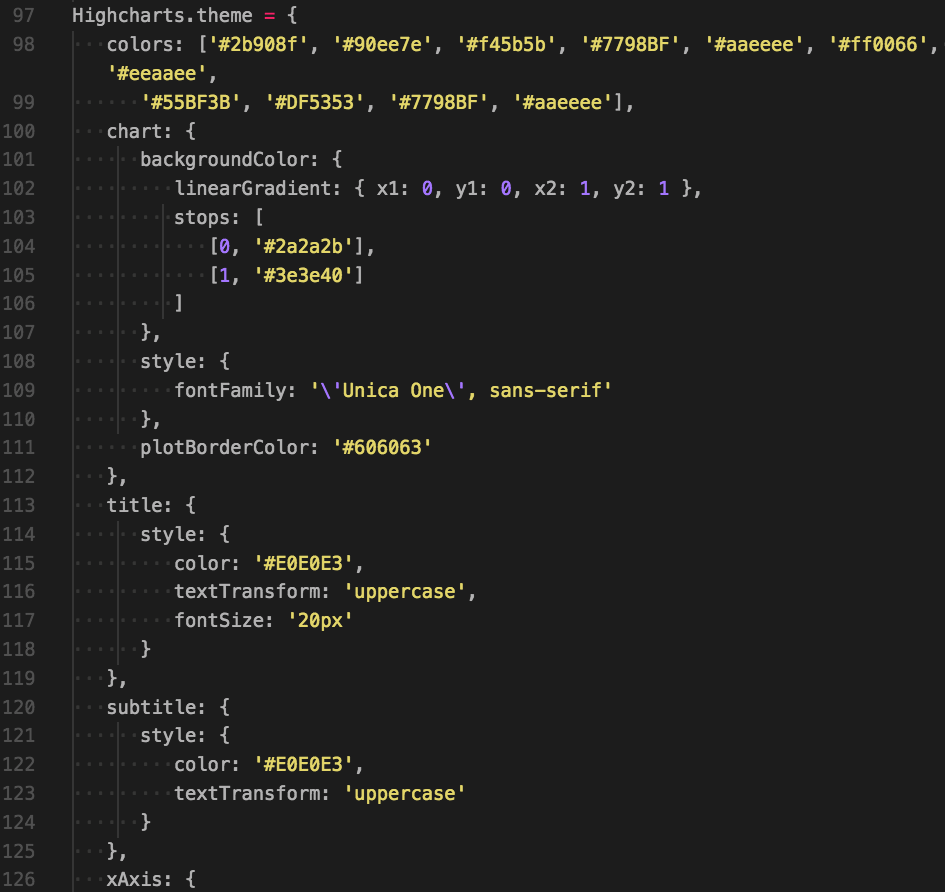 97 Highcharts.theme = {
98 colors: ['#2b908f', '#90ee7e', '#f45b5b', '#7798BF', '#aaeeee', '#ff0066',
'#eeaaee',
99 '#55BF3B', '#DF5353', '#7798BF', '#aaeeee'],
100 chart: {
101 backgroundColor: {
102 linearGradient: { x1: 0, y1: 0, x2: 1, y2: 1 },
103 stops: [
104 [0, '#2a2a2b'],
105 [1, '#3e3e40']
106 ]
107 },
108 style: {
109 fontFamily: '\'Unica One\', sans-serif'
110 },
111 plotBorderColor: '#606063'
112 },
113 title: {
114 style: {
115 color: '#E0E0E3',
116 textTransform: 'uppercase',
117 fontSize: '20px'
118 }
119 },
120 subtitle: {
121 style: {
122 color: '#E0E0E3',
123 textTransform: 'uppercase'
124 }
125 },
126 xAxis: {